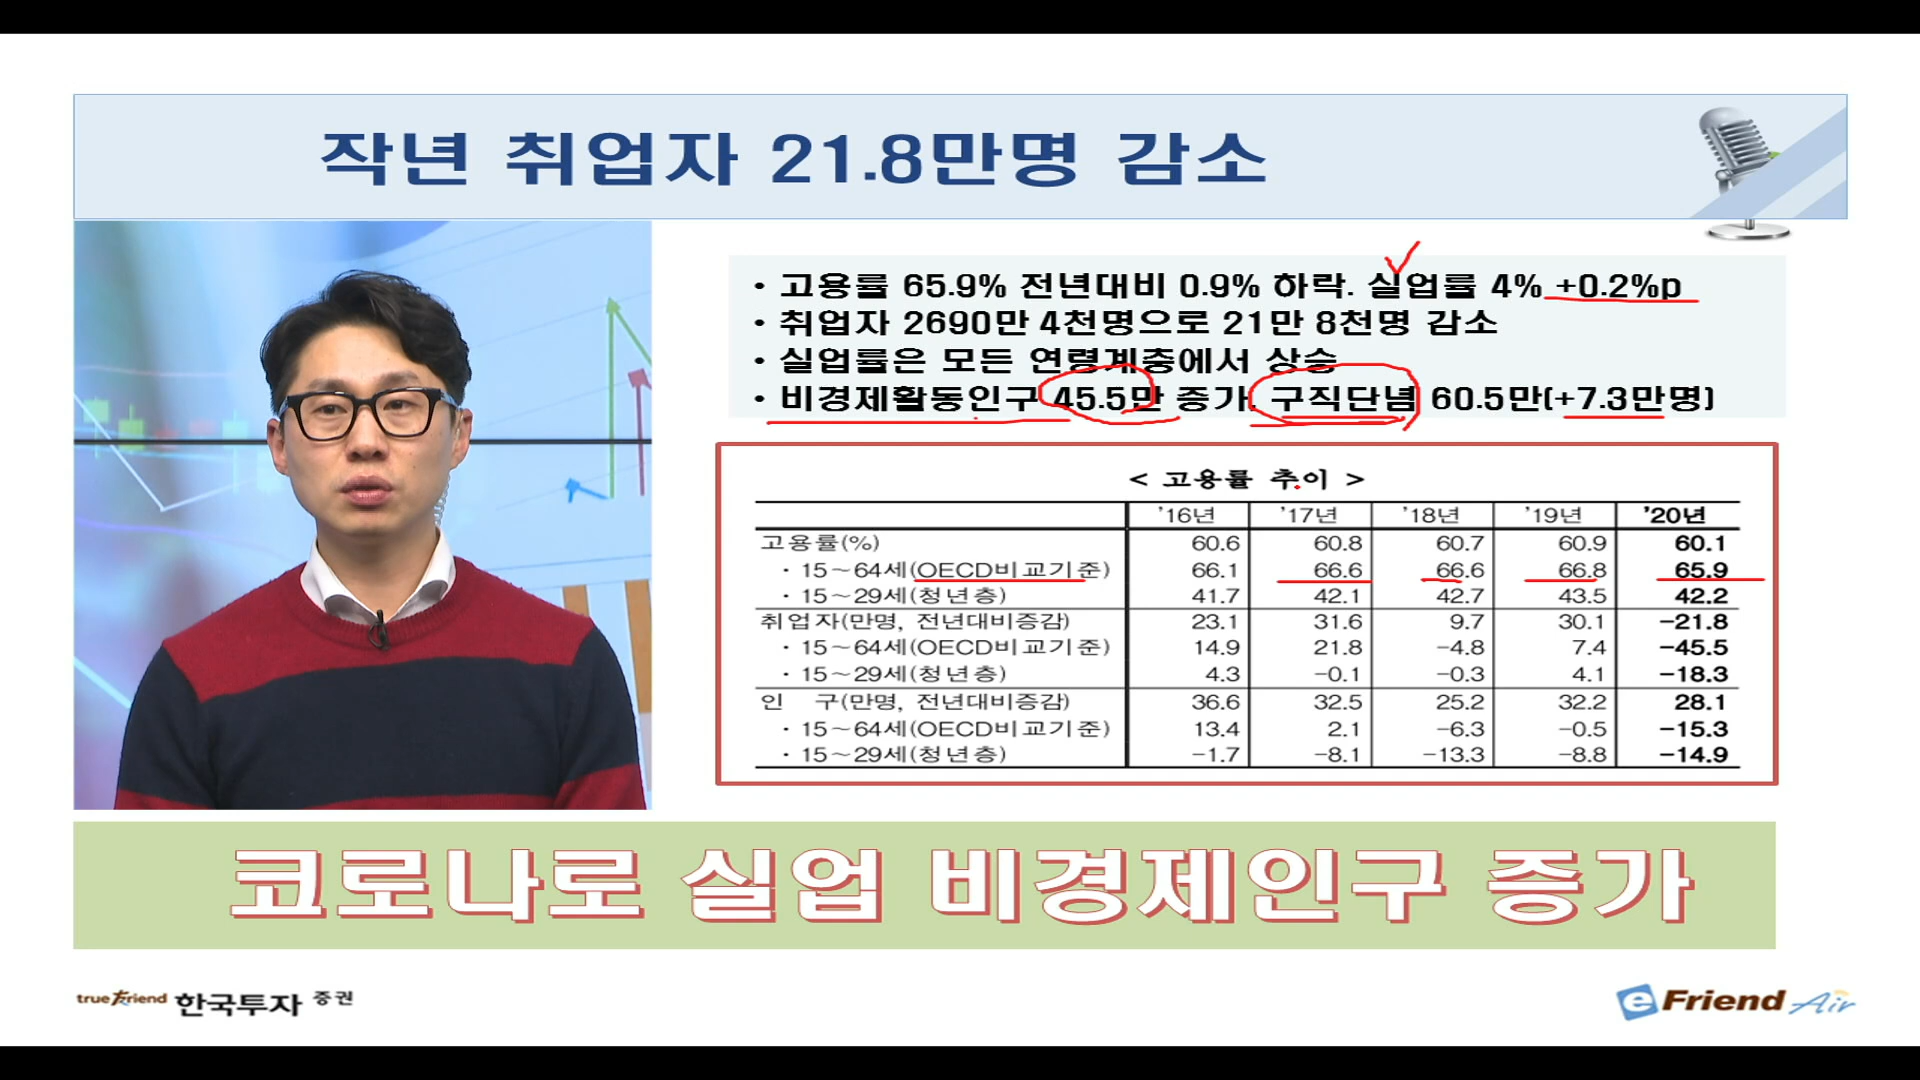 작년 취업자 21.8만명 감소
• 고용률 65.9% 전년대비 0.9% 하락. 실업률 4% +0.2%p
• 취업자 2690만 4천명으로 21만 8천명 감소
• 실업률은 모든 연령계층에서 상승
• 비경제활동인구 45.5만 증가. 구직단념 60.5만(+7.3만명)
< 고용률 추이 >
'16년 '17년 '18년 '19년 '20년
고용률(%) 60.6 60.8 60.7 60.9 60.1
・15～64세(OECD비교기준) 66.1 66.6 66.6 66.8 65.9
・15～29세(청년층) 41.7 42.1 42.7 43.5 42.2
취업자(만명, 전년대비증감) 23.1 31.6 9.7 30.1 -21.8
・15～64세(OECD비교기준) 14.9 21.8 -4.8 7.4 -45.5
・15～29세(청년층) 4.3 -0.1 -0.3 4.1 -18.3
인 구(만명, 전년대비증감) 36.6 32.5 25.2 32.2 28.1
・15～64세(OECD비교기준) 13.4 2.1 -6.3 -0.5 -15.3
・15～29세(청년층) -1.7 -8.1 -13.3 -8.8 -14.9
코로나로 실업 비경제인구 증가
true friend 한국투자 증권
eFriend Air